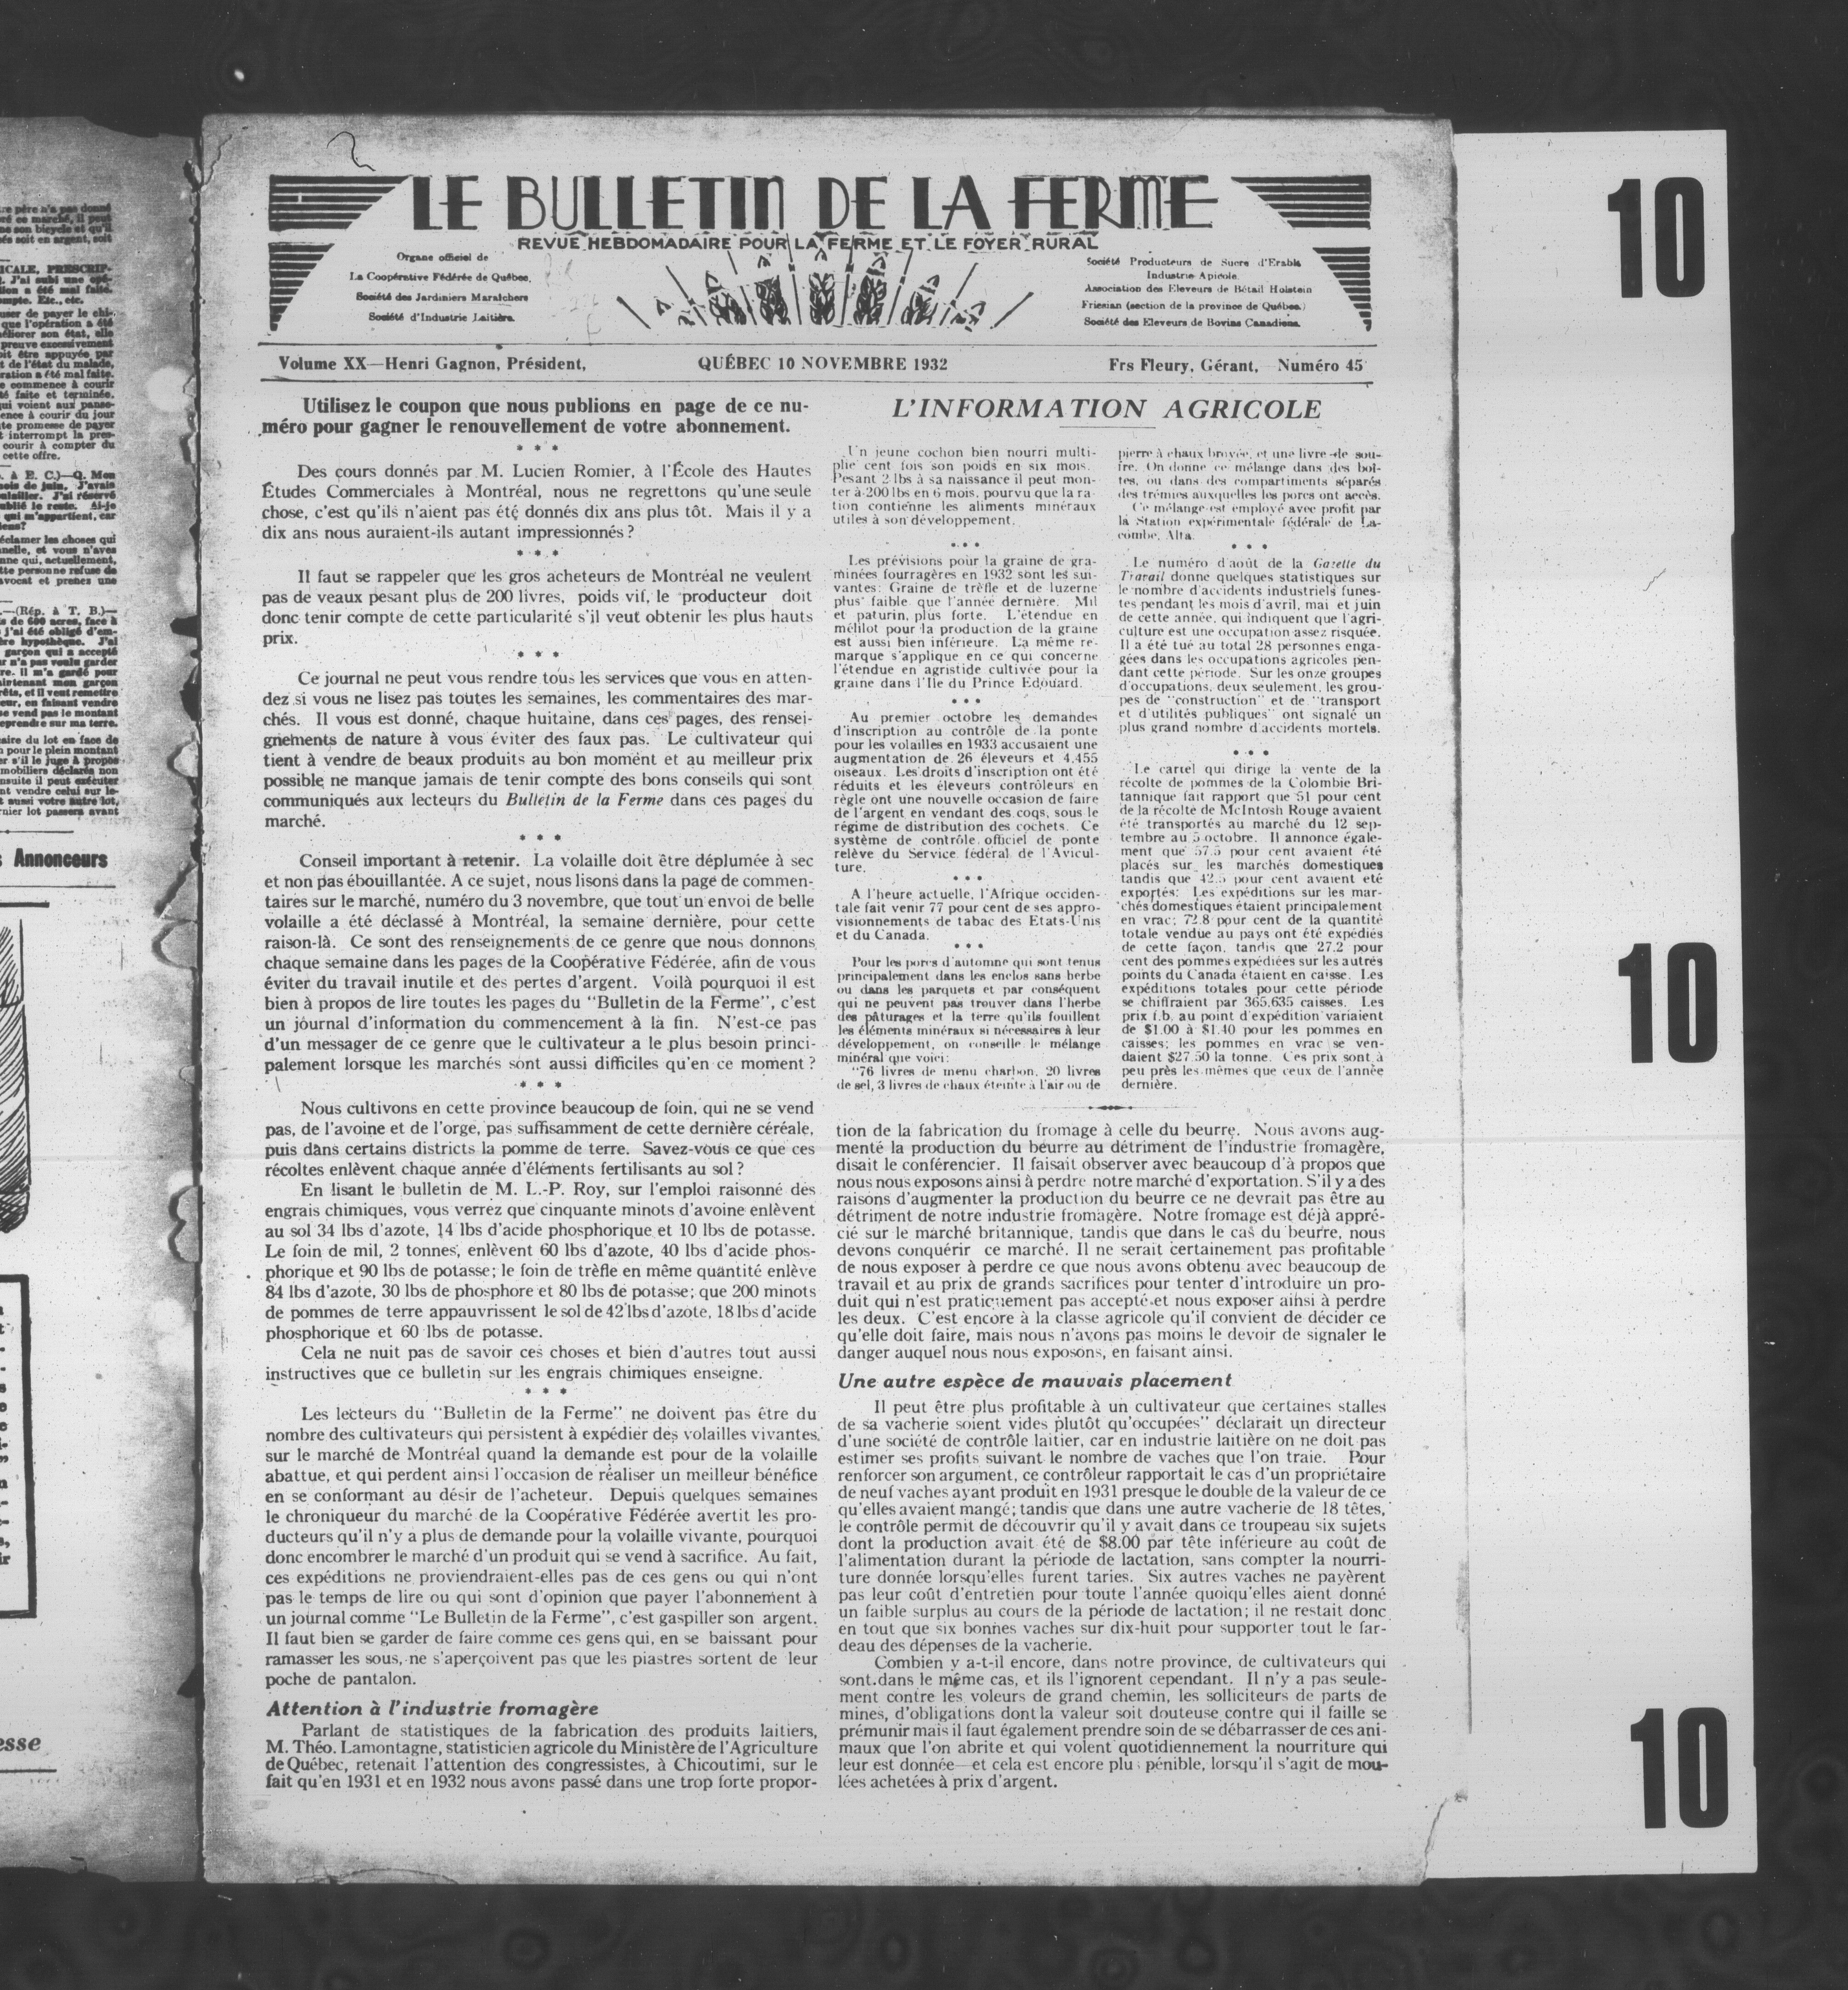 LE BULLETIN DE LA FERME
REVUE HEBDOMADAIRE POUR LA FERME ET LE FOYER RURAL
Organe officiel de
La Coopérative Fédérée de Québec.
Société des Jardiniers Maraîchers
Société d'Industrie Laitière.
Société Producteurs de Sucre d'Erable
Industrie Apicole.
Association des Eleveurs de Bétail Holstein
Friesian (section de la province de Québec.)
Société des Eleveurs de Bovins Canadiens.
Volume XX—Henri Gagnon, Président,
QUÉBEC 10 NOVEMBRE 1932
Frs Fleury, Gérant, Numéro 45
Utilisez le coupon que nous publions en page de ce nu-
méro pour gagner le renouvellement de votre abonnement.
* * *
Des cours donnés par M. Lucien Romier, à l'École des Hautes
Études Commerciales à Montréal, nous ne regrettons qu'une seule
chose, c'est qu'ils n'aient pas été donnés dix ans plus tôt. Mais il y a
dix ans nous auraient-ils autant impressionnés?
* * *
Il faut se rappeler que les gros acheteurs de Montréal ne veulent
pas de veaux pesant plus de 200 livres, poids vif, le producteur doit
donc tenir compte de cette particularité s'il veut obtenir les plus hauts
prix.
* * *
Ce journal ne peut vous rendre tous les services que vous en atten-
dez si vous ne lisez pas toutes les semaines, les commentaires des mar-
chés. Il vous est donné, chaque huitaine, dans ces pages, des rensei-
gnements de nature à vous éviter des faux pas. Le cultivateur qui
tient à vendre de beaux produits au bon moment et au meilleur prix
possible ne manque jamais de tenir compte des bons conseils qui sont
communiqués aux lecteurs du Bulletin de la Ferme dans ces pages du
marché.
* * *
Conseil important à retenir. La volaille doit être déplumée à sec
et non pas ébouillantée. A ce sujet, nous lisons dans la page de commen-
taires sur le marché, numéro du 3 novembre, que tout un envoi de belle
volaille a été déclassé à Montréal, la semaine dernière, pour cette
raison-là. Ce sont des renseignements de ce genre que nous donnons
chaque semaine dans les pages de la Coopérative Fédérée, afin de vous
éviter du travail inutile et des pertes d'argent. Voilà pourquoi il est
bien à propos de lire toutes les pages du "Bulletin de la Ferme", c'est
un journal d'information du commencement à la fin. N'est-ce pas
d'un messager de ce genre que le cultivateur a le plus besoin princi-
palement lorsque les marchés sont aussi difficiles qu'en ce moment?
* * *
Nous cultivons en cette province beaucoup de foin, qui ne se vend
pas, de l'avoine et de l'orge, pas suffisamment de cette dernière céréale,
puis dans certains districts la pomme de terre. Savez-vous ce que ces
récoltes enlèvent chaque année d'éléments fertilisants au sol?
En lisant le bulletin de M. L.-P. Roy, sur l'emploi raisonné des
engrais chimiques, vous verrez que cinquante minots d'avoine enlèvent
au sol 34 lbs d'azote, 14 lbs d'acide phosphorique et 10 lbs de potasse.
Le foin de mil, 2 tonnes, enlèvent 60 lbs d'azote, 40 lbs d'acide phos-
phorique et 90 lbs de potasse; le foin de trèfle en même quantité enlève
84 lbs d'azote, 30 lbs de phosphore et 80 lbs de potasse; que 200 minots
de pommes de terre appauvrissent le sol de 42 lbs d'azote, 18 lbs d'acide
phosphorique et 60 lbs de potasse.
Cela ne nuit pas de savoir ces choses et bien d'autres tout aussi
instructives que ce bulletin sur les engrais chimiques enseigne.
* * *
Les lecteurs du "Bulletin de la Ferme" ne doivent pas être du
nombre des cultivateurs qui persistent à expédier des volailles vivantes,
sur le marché de Montréal quand la demande est pour de la volaille
abattue, et qui perdent ainsi l'occasion de réaliser un meilleur bénéfice
en se conformant au désir de l'acheteur. Depuis quelques semaines
le chroniqueur du marché de la Coopérative Fédérée avertit les pro-
ducteurs qu'il n'y a plus de demande pour la volaille vivante, pourquoi
donc encombrer le marché d'un produit qui se vend à sacrifice. Au fait,
ces expéditions ne proviendraient-elles pas de ces gens ou qui n'ont
pas le temps de lire ou qui sont d'opinion que payer l'abonnement à
un journal comme "Le Bulletin de la Ferme", c'est gaspiller son argent.
Il faut bien se garder de faire comme ces gens qui, en se baissant pour
ramasser les sous, ne s'aperçoivent pas que les piastres sortent de leur
poche de pantalon.
Attention à l'industrie fromagère
Parlant de statistiques de la fabrication des produits laitiers,
M. Théo. Lamontagne, statisticien agricole du Ministère de l'Agriculture
de Québec, retenait l'attention des congressistes, à Chicoutimi, sur le
fait qu'en 1931 et en 1932 nous avons passé dans une trop forte propor-
L'INFORMATION AGRICOLE
Un jeune cochon bien nourri multi-
plie cent fois son poids en six mois.
Pesant 2 lbs à sa naissance il peut mon-
ter à 200 lbs en 6 mois, pourvu que la ra-
tion contienne les aliments minéraux
utiles à son développement.
* * *
Les prévisions pour la graine de gra-
minées fourragères en 1932 sont les sui-
vantes: Graine de trèfle et de luzerne
plus faible que l'année dernière. Mil
et paturin, plus forte. L'étendue en
mélilot pour la production de la graine
est aussi bien inférieure. La même re-
marque s'applique en ce qui concerne
l'étendue en agristide cultivée pour la
graine dans l'Ile du Prince Edouard.
* * *
Au premier octobre les demandes
d'inscription au contrôle de la ponte
pour les volailles en 1933 accusaient une
augmentation de 26 éleveurs et 4,455
oiseaux. Les droits d'inscription ont été
réduits et les éleveurs contrôleurs en
règle ont une nouvelle occasion de faire
de l'argent en vendant des coqs, sous le
régime de distribution des cochets. Ce
système de contrôle officiel de ponte
relève du Service fédéral de l'Avicul-
ture.
* * *
A l'heure actuelle, l'Afrique occiden-
tale fait venir 77 pour cent de ses appro-
visionnements de tabac des Etats-Unis
et du Canada.
* * *
Pour les porcs d'automne qui sont tenus
principalement dans les enclos sans herbe
ou dans les parquets et par conséquent
qui ne peuvent pas trouver dans l'herbe
des pâturages et la terre qu'ils fouillent
les éléments minéraux si nécessaires à leur
développement, on conseille le mélange
minéral que voici:
"76 livres de menu charbon, 20 livres
de sel, 3 livres de chaux éteinte à l'air ou de
pierre à chaux broyée, et une livre de sou-
fre. On donne ce mélange dans des boî-
tes, ou dans des compartiments séparés
des trémies auxquelles les porcs ont accès.
Ce mélange est employé avec profit par
la Station expérimentale fédérale de La-
combe, Alta.
* * *
Le numéro d'août de la Gazette du
Travail donne quelques statistiques sur
le nombre d'accidents industriels funes-
tes pendant les mois d'avril, mai et juin
de cette année, qui indiquent que l'agri-
culture est une occupation assez risquée.
Il a été tué au total 28 personnes enga-
gées dans les occupations agricoles pen-
dant cette période. Sur les onze groupes
d'occupations, deux seulement, les grou-
pes de "construction" et de "transport
et d'utilités publiques" ont signalé un
plus grand nombre d'accidents mortels.
* * *
Le cartel qui dirige la vente de la
récolte de pommes de la Colombie Bri-
tannique fait rapport que 51 pour cent
de la récolte de McIntosh Rouge avaient
été transportés au marché du 12 sep-
tembre au 5 octobre. Il annonce égale-
ment que 57.5 pour cent avaient été
placés sur les marchés domestiques
tandis que 42.5 pour cent avaient été
exportés: Les expéditions sur les mar-
chés domestiques étaient principalement
en vrac; 72.8 pour cent de la quantité
totale vendue au pays ont été expédiés
de cette façon, tandis que 27.2 pour
cent des pommes expédiées sur les autres
points du Canada étaient en caisse. Les
expéditions totales pour cette période
se chiffraient par 365,635 caisses. Les
prix f.b. au point d'expédition variaient
de $1.00 à $1.40 pour les pommes en
caisses; les pommes en vrac se ven-
daient $27.50 la tonne. Ces prix sont à
peu près les mêmes que ceux de l'année
dernière.
tion de la fabrication du fromage à celle du beurre. Nous avons aug-
menté la production du beurre au détriment de l'industrie fromagère,
disait le conférencier. Il faisait observer avec beaucoup d'à propos que
nous nous exposons ainsi à perdre notre marché d'exportation. S'il y a des
raisons d'augmenter la production du beurre ce ne devrait pas être au
détriment de notre industrie fromagère. Notre fromage est déjà appré-
cié sur le marché britannique, tandis que dans le cas du beurre, nous
devons conquérir ce marché. Il ne serait certainement pas profitable
de nous exposer à perdre ce que nous avons obtenu avec beaucoup de
travail et au prix de grands sacrifices pour tenter d'introduire un pro-
duit qui n'est pratiquement pas accepté et nous exposer ainsi à perdre
les deux. C'est encore à la classe agricole qu'il convient de décider ce
qu'elle doit faire, mais nous n'avons pas moins le devoir de signaler le
danger auquel nous nous exposons, en faisant ainsi.
Une autre espèce de mauvais placement
Il peut être plus profitable à un cultivateur que certaines stalles
de sa vacherie soient vides plutôt qu'occupées" déclarait un directeur
d'une société de contrôle laitier, car en industrie laitière on ne doit pas
estimer ses profits suivant le nombre de vaches que l'on traie. Pour
renforcer son argument, ce contrôleur rapportait le cas d'un propriétaire
de neuf vaches ayant produit en 1931 presque le double de la valeur de ce
qu'elles avaient mangé; tandis que dans une autre vacherie de 18 têtes,
le contrôle permit de découvrir qu'il y avait dans ce troupeau six sujets
dont la production avait été de $8.00 par tête inférieure au coût de
l'alimentation durant la période de lactation, sans compter la nourri-
ture donnée lorsqu'elles furent taries. Six autres vaches ne payèrent
pas leur coût d'entretien pour toute l'année quoiqu'elles aient donné
un faible surplus au cours de la période de lactation; il ne restait donc
en tout que six bonnes vaches sur dix-huit pour supporter tout le far-
deau des dépenses de la vacherie.
Combien y a-t-il encore, dans notre province, de cultivateurs qui
sont dans le même cas, et ils l'ignorent cependant. Il n'y a pas seule-
ment contre les voleurs de grand chemin, les solliciteurs de parts de
mines, d'obligations dont la valeur soit douteuse contre qui il faille se
prémunir mais il faut également prendre soin de se débarrasser de ces ani-
maux que l'on abrite et qui volent quotidiennement la nourriture qui
leur est donnée—et cela est encore plus pénible, lorsqu'il s'agit de mou-
lées achetées à prix d'argent.
10
10
10
Annonceurs